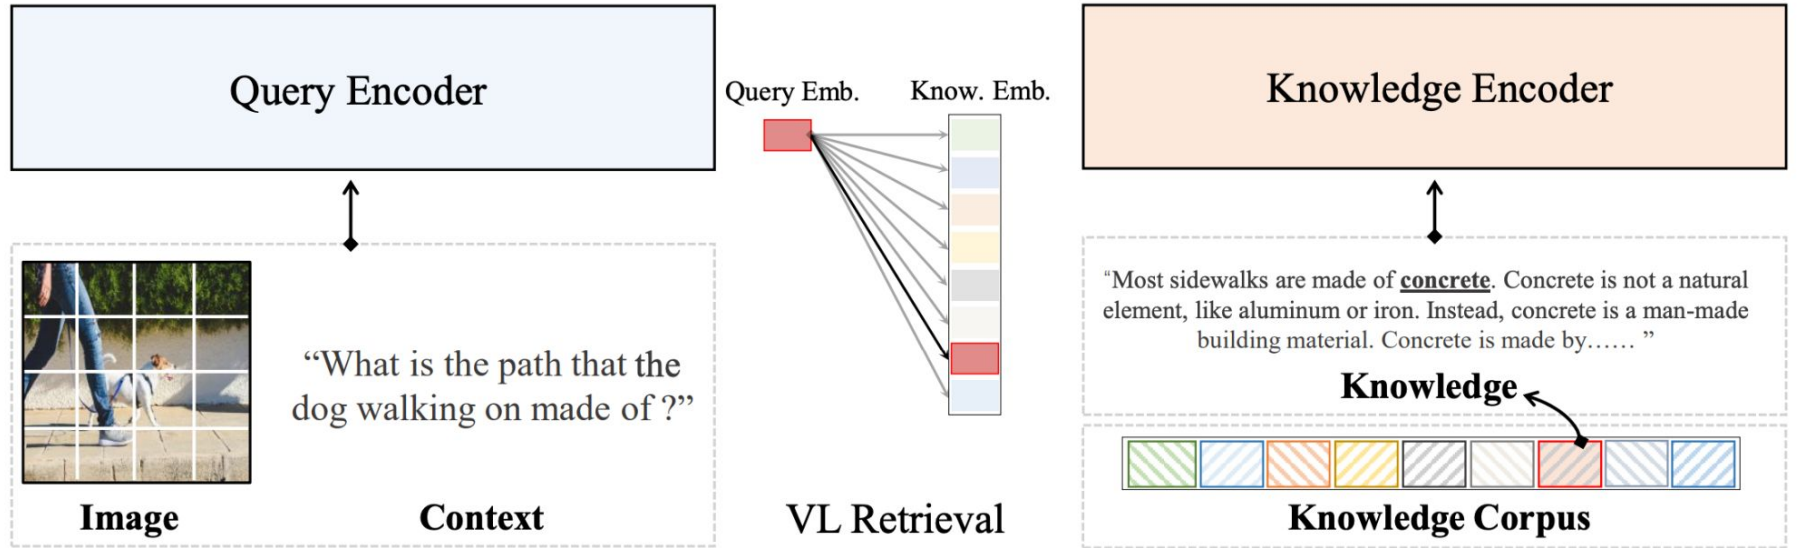 Query Encoder
Query Emb.
Know. Emb.
Knowledge Encoder
“What is the path that the
dog walking on made of ?”
Image
Context
VL Retrieval
“Most sidewalks are made of concrete. Concrete is not a natural
element, like aluminum or iron. Instead, concrete is a man-made
building material. Concrete is made by…… ”
Knowledge
Knowledge Corpus